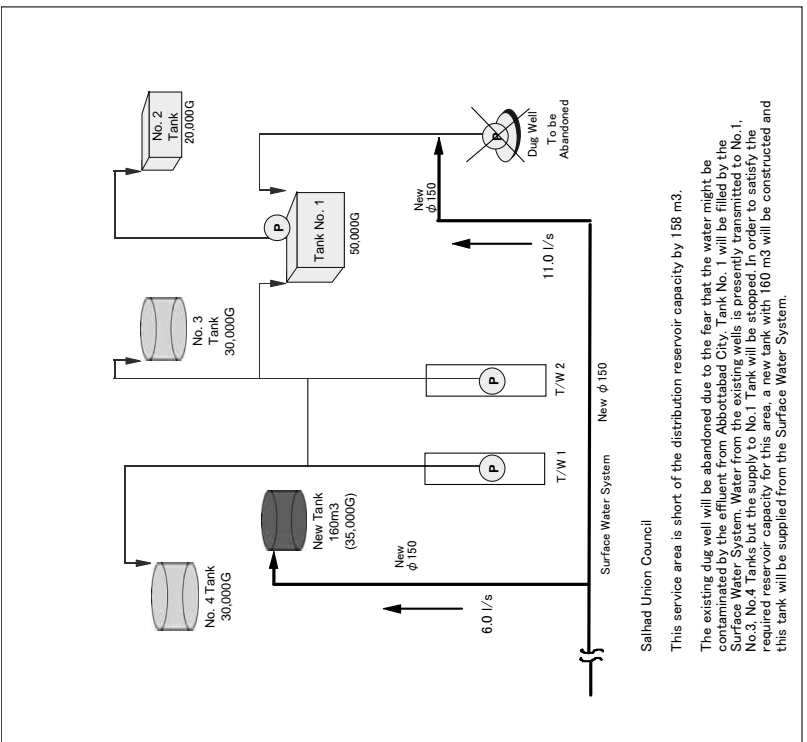 No. 2
Tank
20,000G
No. 3
Tank
30,000G
P
Tank No. 1
50,000G
P
Dug Well
To be
Abandoned
No. 4 Tank
30,000G
New Tank
160m3
(35,000G)
P
T/W 1
P
T/W 2
New
φ150
11.0 l/s
New
φ150
6.0 l/s
Surface Water System
New φ150
Salhad Union Council
This service area is short of the distribution reservoir capacity by 158 m3.
The existing dug well will be abandoned due to the fear that the water might be
contaminated by the effluent from Abbottabad City. Tank No. 1 will be filled by the
Surface Water System. Water from the existing wells is presently transmitted to No.1,
No.3, No.4 Tanks but the supply to No.1 Tank will be stopped. In order to satisfy the
required reservoir capacity for this area, a new tank with 160 m3 will be constructed and
this tank will be supplied from the Surface Water System.